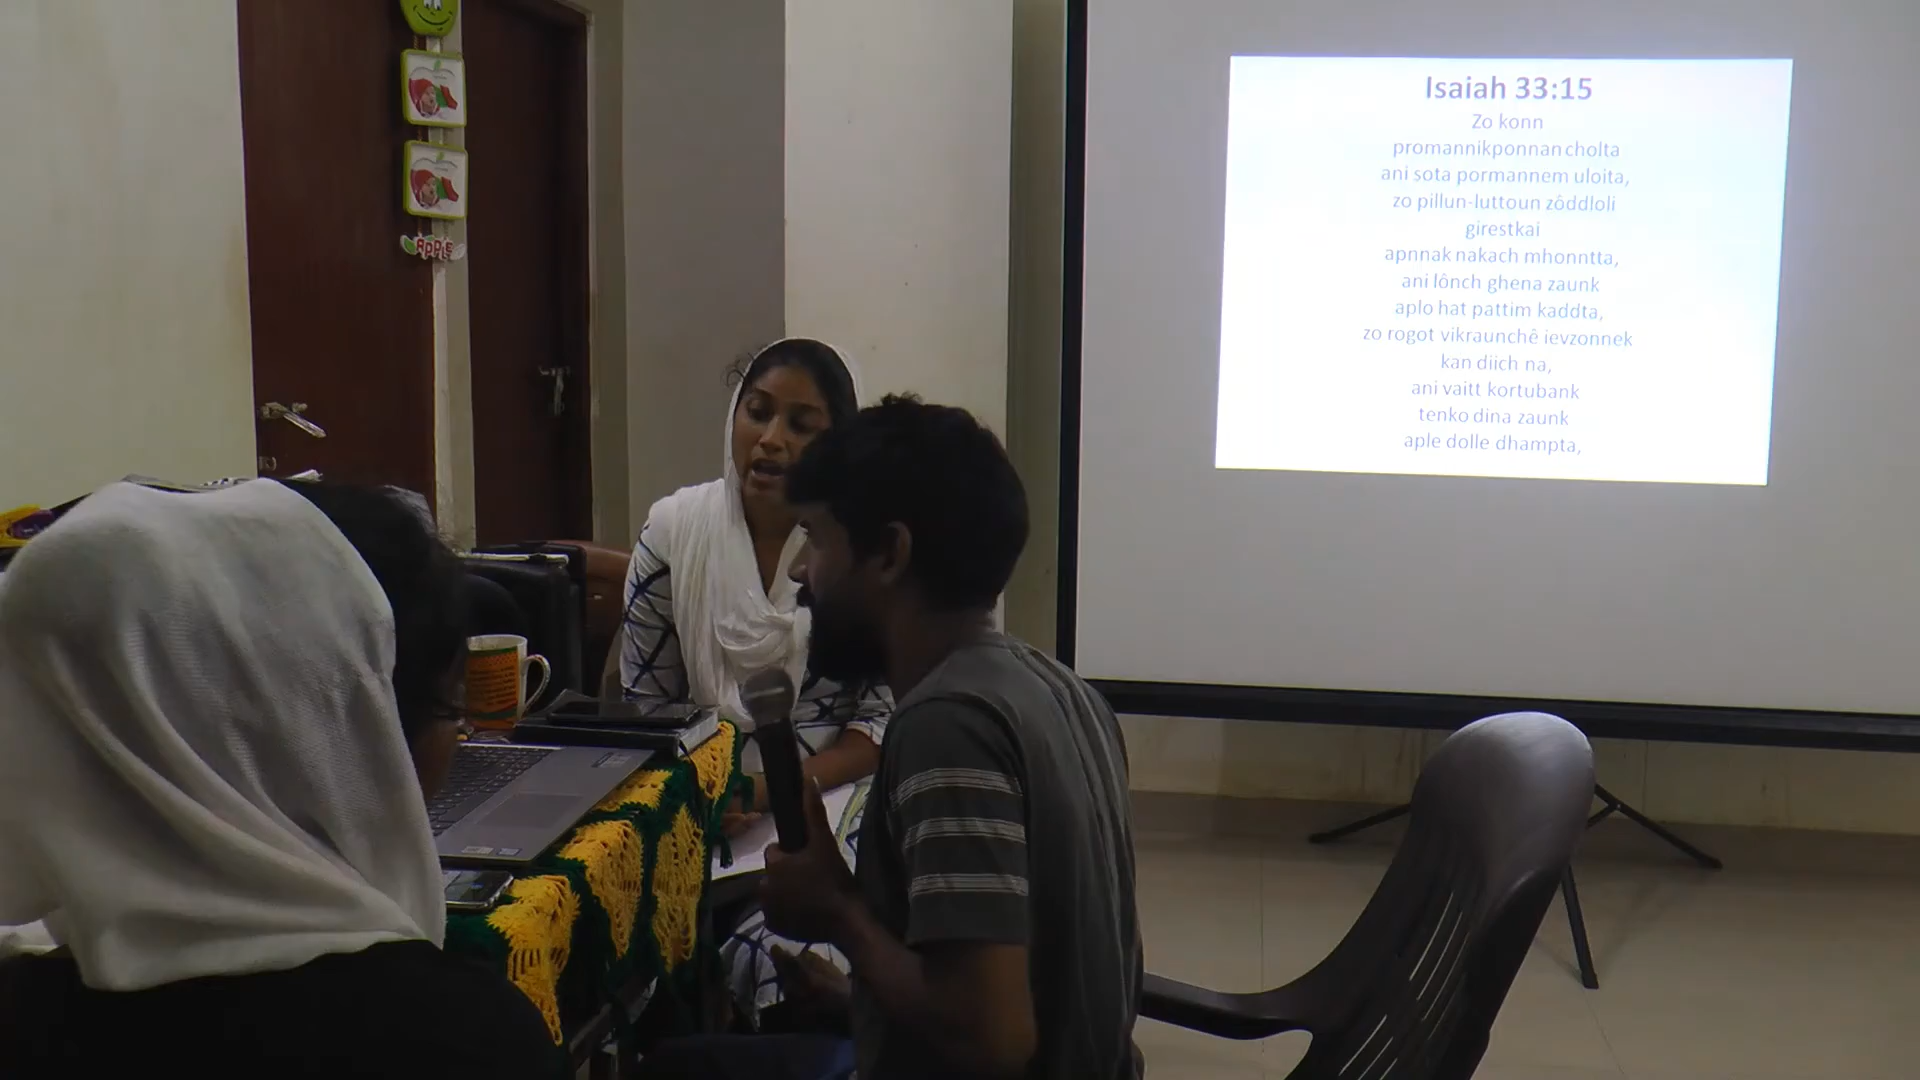 APPLE
Isaiah 33:15
Zo konn
promannikponnan cholta
ani sota pormannem uloita,
zo pillun-luttoun zôddloli
girestkai
apnnak nakach mhonntta,
ani lônch ghena zaunk
aplo hat pattim kaddta,
zo rogot vikraunchê ievzonnek
kan diich na,
ani vaitt kortubank
tenko dina zaunk
aple dolle dhampta,